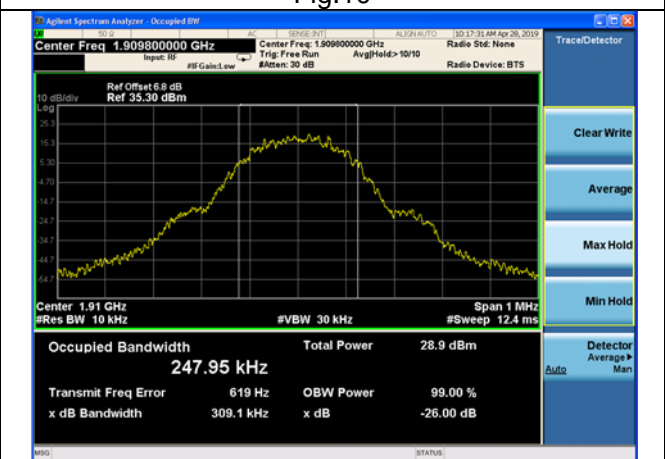 Agilent Spectrum Analyzer - Occupied BW
50 Ω AC SENSE:INT ALIGN AUTO 10:17:31 AM Apr 28, 2019
Center Freq 1.909800000 GHz Center Freq: 1.909800000 GHz Radio Std: None Trace/Detector
Input: RF Trig: Free Run Avg|Hold:> 10/10
#IFGain:Low #Atten: 30 dB Radio Device: BTS
Ref Offset 6.8 dB
10 dB/div Ref 35.30 dBm
Log
25.3
15.3
5.30
-4.70
-14.7
-24.7
-34.7
-44.7
-54.7
Clear Write
Average
Max Hold
Min Hold
Center 1.91 GHz Span 1 MHz
#Res BW 10 kHz #VBW 30 kHz #Sweep 12.4 ms
Occupied Bandwidth Total Power 28.9 dBm
247.95 kHz
Transmit Freq Error 619 Hz OBW Power 99.00 %
x dB Bandwidth 309.1 kHz x dB -26.00 dB
Detector
Average
Auto Man
MSG STATUS